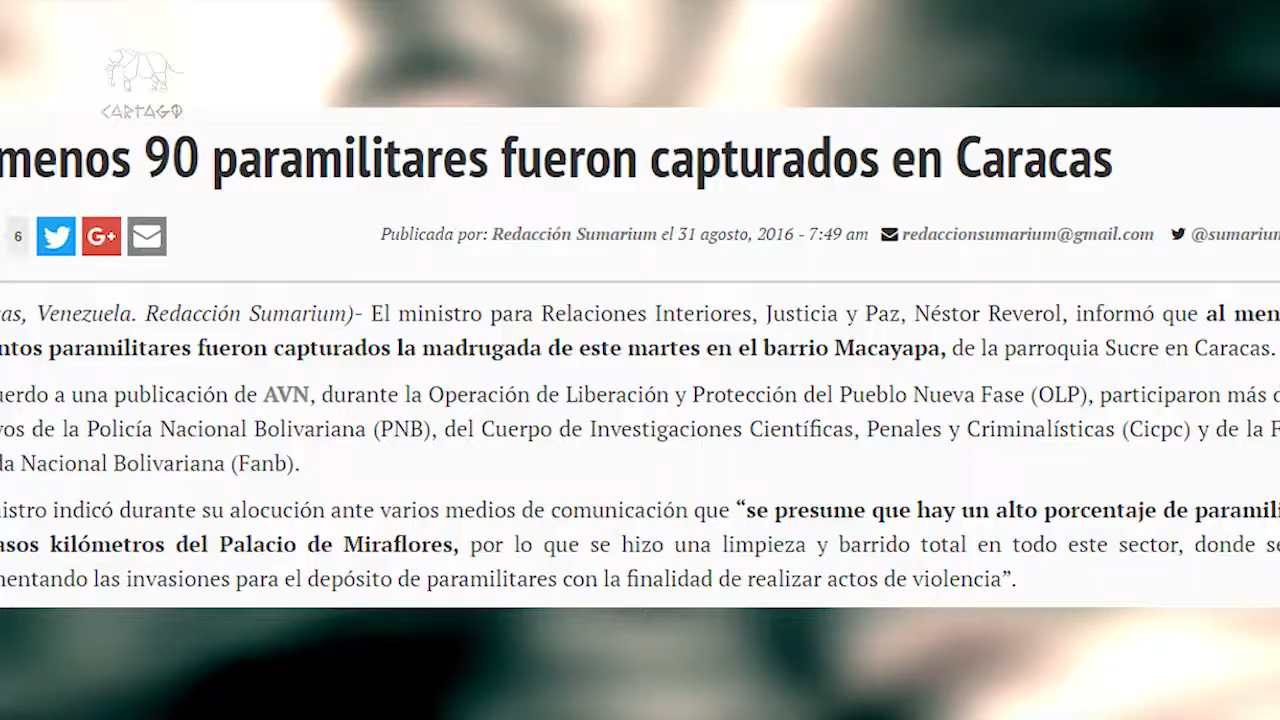 CARTAGO
menos 90 paramilitares fueron capturados en Caracas
6 G+ Publicada por: Redacción Sumarium el 31 agosto, 2016 - 7:49 am redaccionsumarium@gmail.com @sumarium
as, Venezuela. Redacción Sumarium)- El ministro para Relaciones Interiores, Justicia y Paz, Néstor Reverol, informó que al men
ntos paramilitares fueron capturados la madrugada de este martes en el barrio Macayapa, de la parroquia Sucre en Caracas.
uerdo a una publicación de AVN, durante la Operación de Liberación y Protección del Pueblo Nueva Fase (OLP), participaron más
vos de la Policía Nacional Bolivariana (PNB), del Cuerpo de Investigaciones Científicas, Penales y Criminalísticas (Cicpc) y de la F
da Nacional Bolivariana (Fanb).
nistro indicó durante su alocución ante varios medios de comunicación que “se presume que hay un alto porcentaje de paramili
asos kilómetros del Palacio de Miraflores, por lo que se hizo una limpieza y barrido total en todo este sector, donde se
mentando las invasiones para el depósito de paramilitares con la finalidad de realizar actos de violencia”.